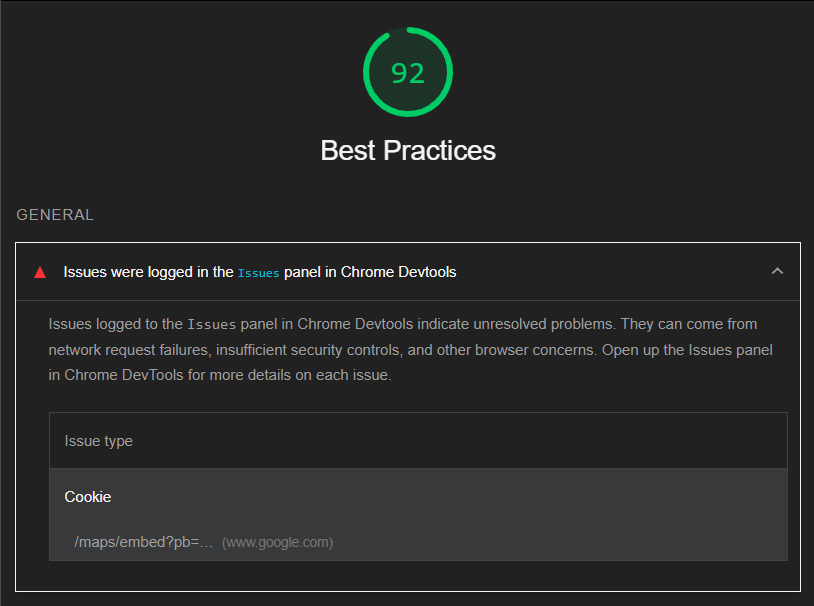 92
Best Practices
GENERAL
Issues were logged in the Issues panel in Chrome Devtools
Issues logged to the Issues panel in Chrome Devtools indicate unresolved problems. They can come from
network request failures, insufficient security controls, and other browser concerns. Open up the Issues panel
in Chrome DevTools for more details on each issue.
Issue type
Cookie
/maps/embed?pb=… (www.google.com)